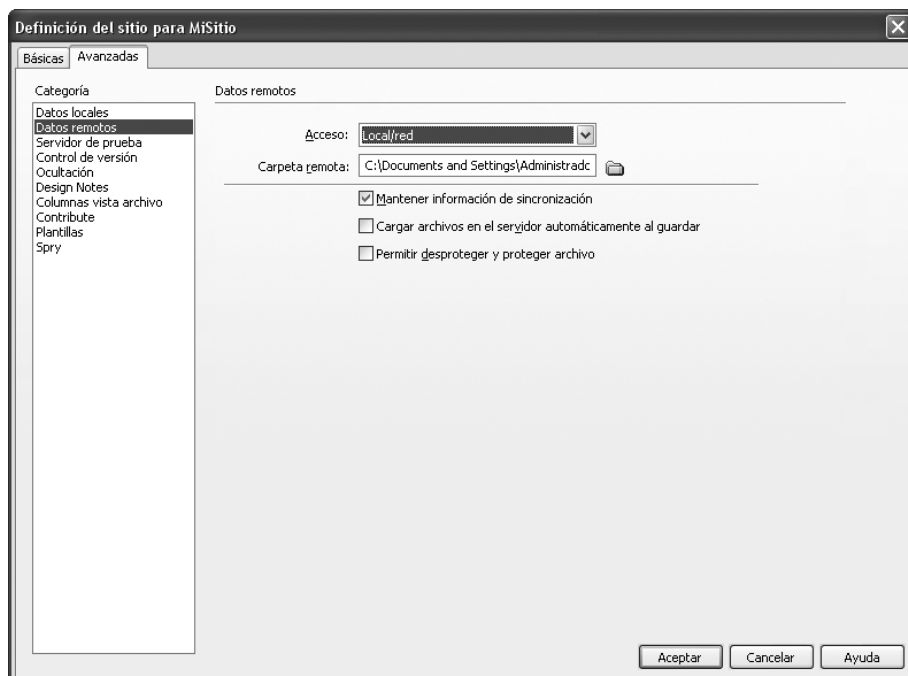 Definición del sitio para MiSitio
Básicas
Avanzadas
Categoría
Datos locales
Datos remotos
Servidor de prueba
Control de versión
Ocultación
Design Notes
Columnas vista archivo
Contribute
Plantillas
Spry
Datos remotos
Acceso: Local/red
Carpeta remota: C:\Documents and Settings\Administradc
Mantener información de sincronización
Cargar archivos en el servidor automáticamente al guardar
Permitir desproteger y proteger archivo
Aceptar Cancelar Ayuda